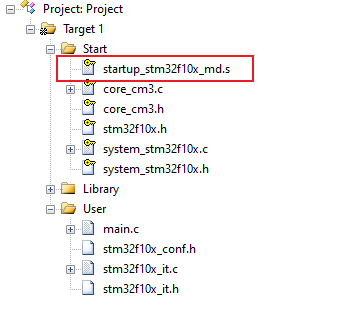 Project: Project
Target 1
Start
startup_stm32f10x_md.s
core_cm3.c
core_cm3.h
stm32f10x.h
system_stm32f10x.c
system_stm32f10x.h
Library
User
main.c
stm32f10x_conf.h
stm32f10x_it.c
stm32f10x_it.h